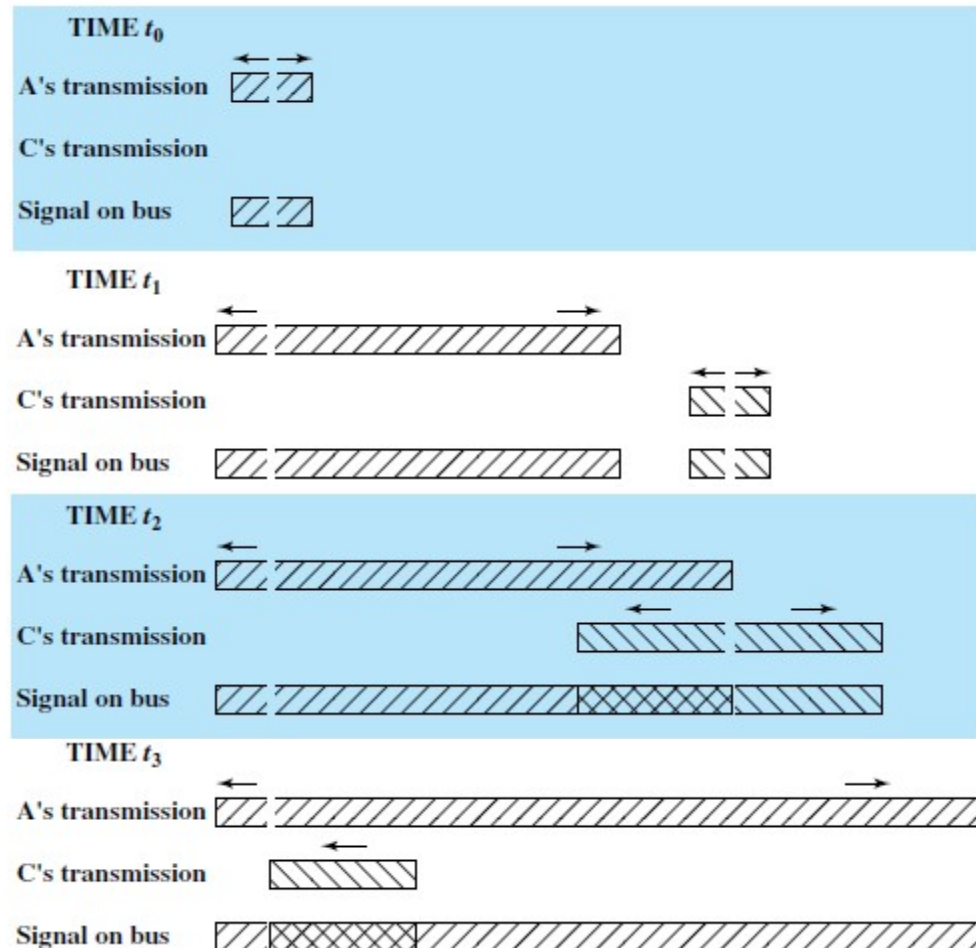 TIME t₀
A's transmission
C's transmission
Signal on bus
TIME t₁
A's transmission
C's transmission
Signal on bus
TIME t₂
A's transmission
C's transmission
Signal on bus
TIME t₃
A's transmission
C's transmission
Signal on bus